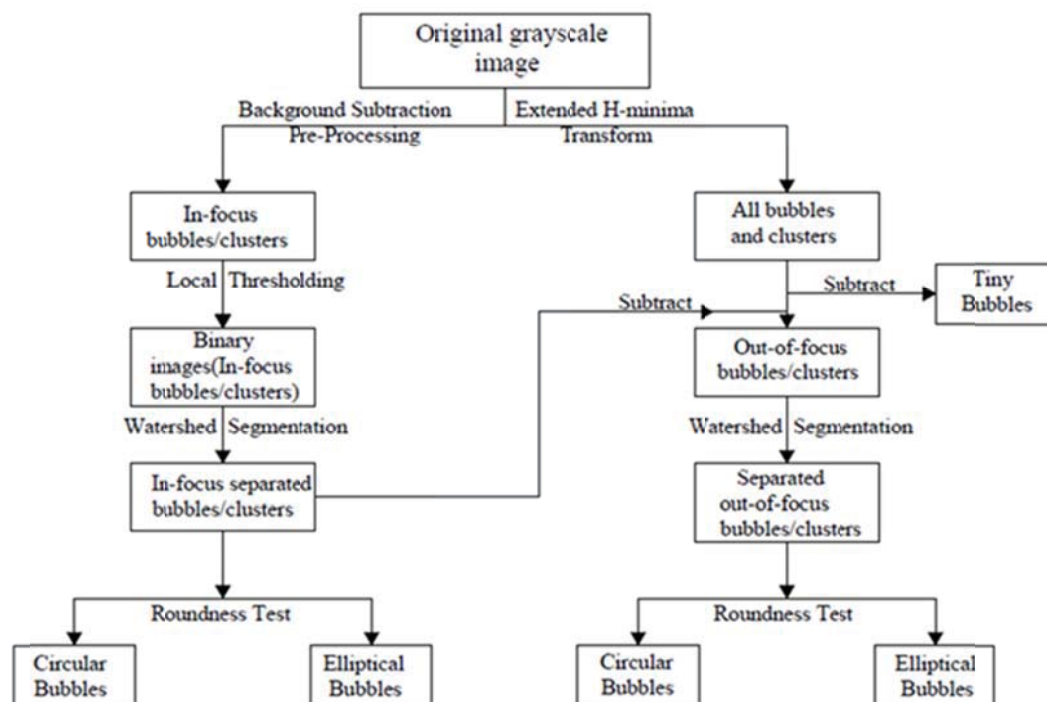 Original grayscale
image
Background Subtraction
Pre-Processing
Extended H-minima
Transform
In-focus
bubbles/clusters
Local Thresholding
Binary
images(In-focus
bubbles/clusters)
Watershed Segmentation
In-focus separated
bubbles/clusters
Roundness Test
Circular
Bubbles
Elliptical
Bubbles
All bubbles
and clusters
Subtract
Tiny
Bubbles
Subtract
Out-of-focus
bubbles/clusters
Watershed Segmentation
Separated
out-of-focus
bubbles/clusters
Roundness Test
Circular
Bubbles
Elliptical
Bubbles